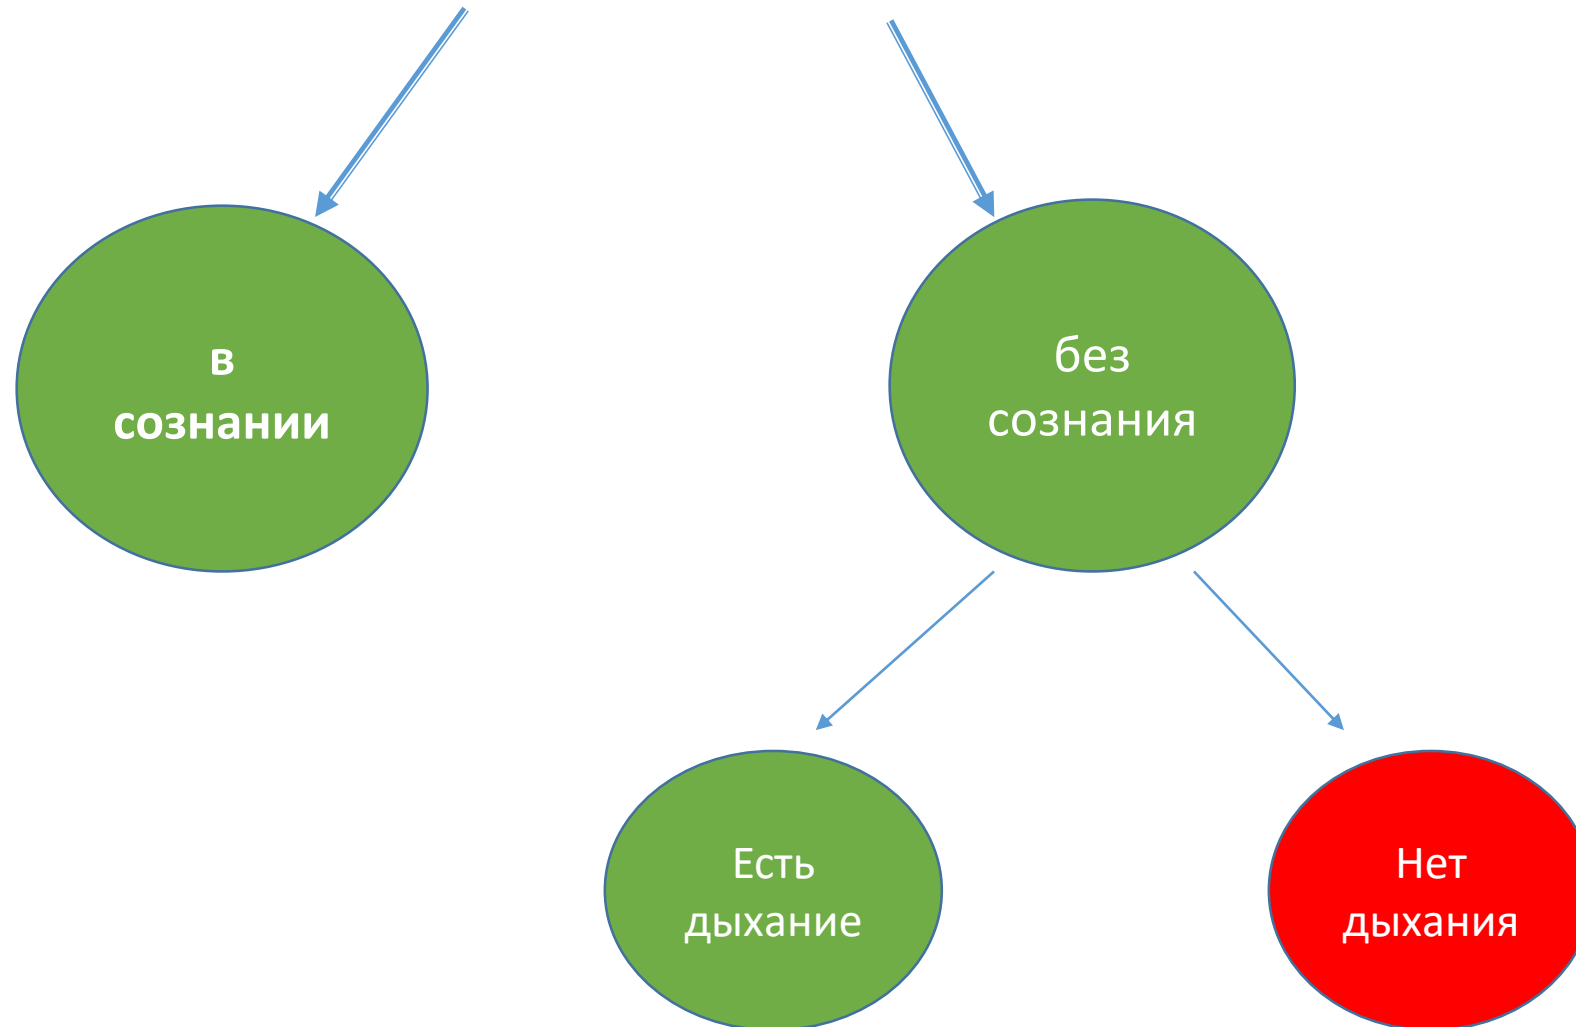 в
сознании
без
сознания
Есть
дыхание
Нет
дыхания